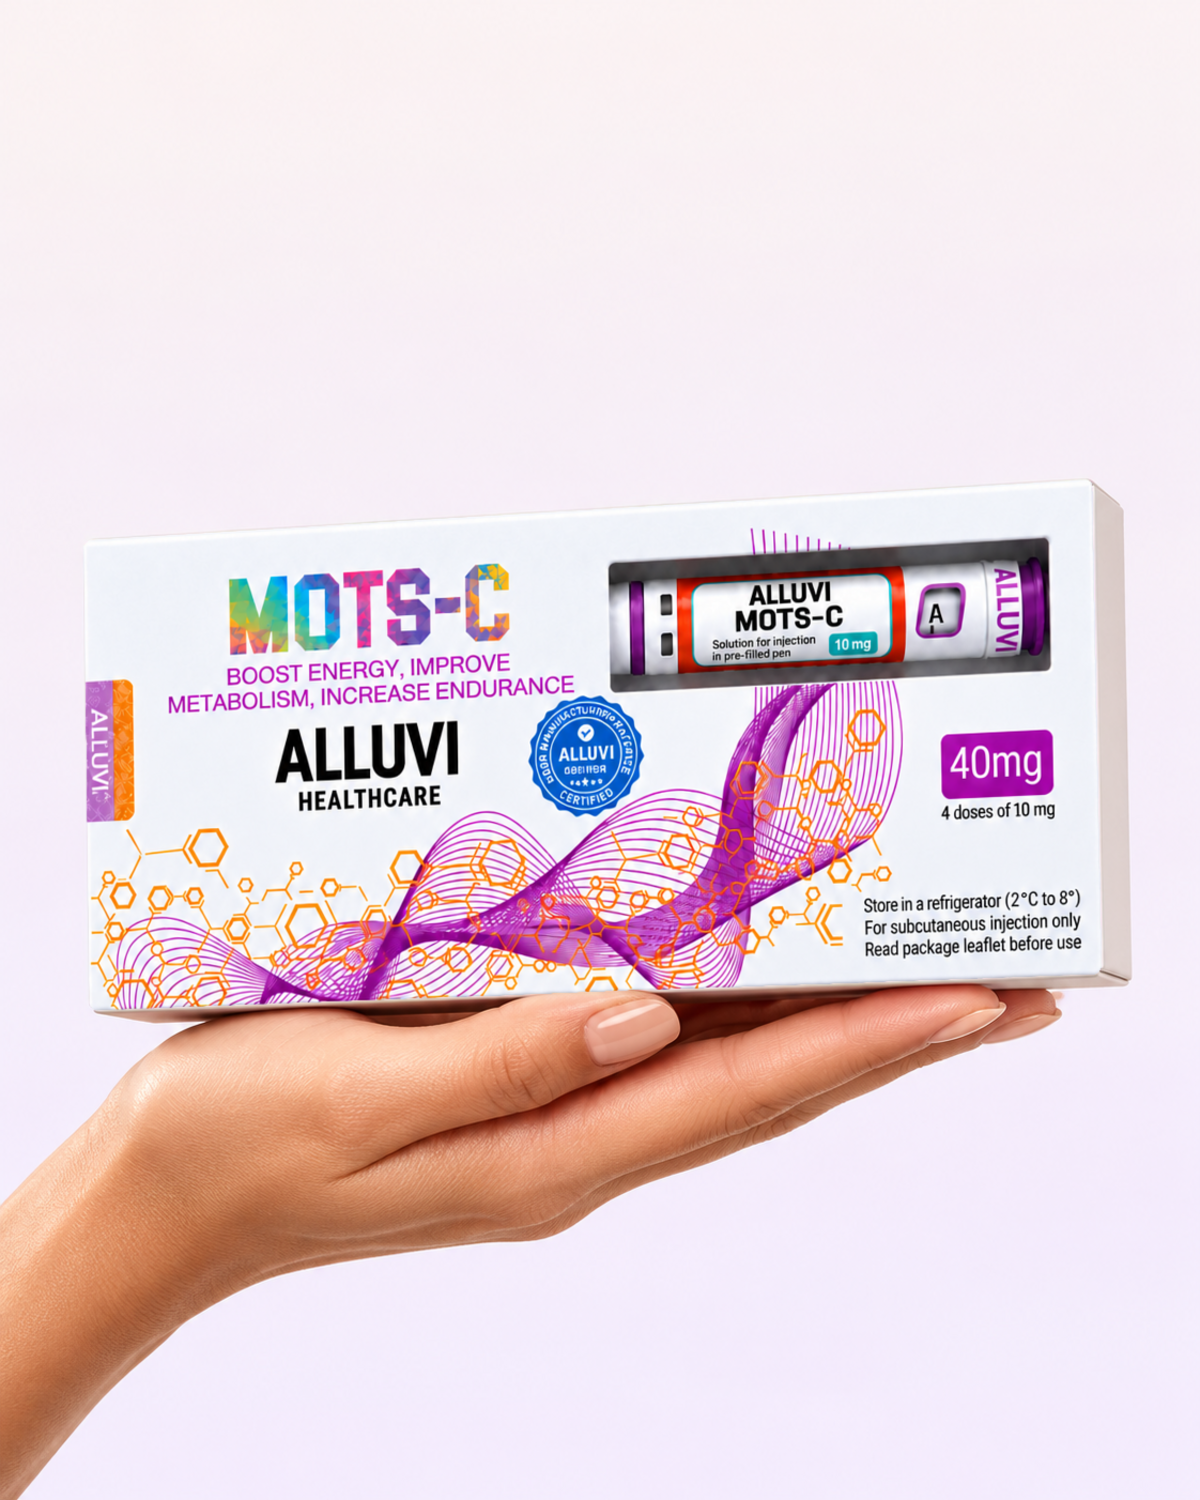 MOTS-C
BOOST ENERGY, IMPROVE
METABOLISM, INCREASE ENDURANCE
ALLUVI
HEALTHCARE
ALLUVI
ALLUVI
CERTIFIED
ALLUVI
MOTS-C
Solution for injection
in pre-filled pen
10 mg
A
ALLUVI
40mg
4 doses of 10 mg
Store in a refrigerator (2°C to 8°)
For subcutaneous injection only
Read package leaflet before use